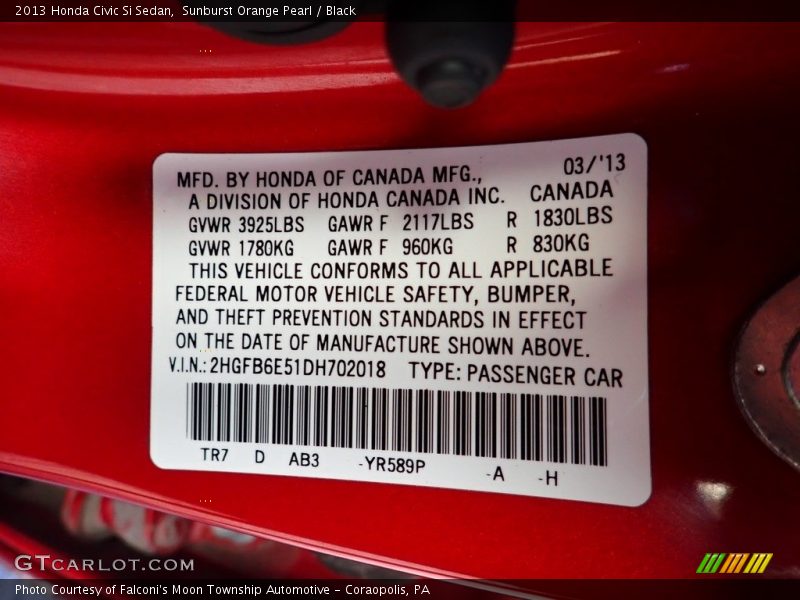 2013 Honda Civic Si Sedan, Sunburst Orange Pearl / Black
03/'13
MFD. BY HONDA OF CANADA MFG.,
A DIVISION OF HONDA CANADA INC. CANADA
GVWR 3925LBS GAWR F 2117LBS R 1830LBS
GVWR 1780KG GAWR F 960KG R 830KG
THIS VEHICLE CONFORMS TO ALL APPLICABLE
FEDERAL MOTOR VEHICLE SAFETY, BUMPER,
AND THEFT PREVENTION STANDARDS IN EFFECT
ON THE DATE OF MANUFACTURE SHOWN ABOVE.
V.I.N.: 2HGFB6E51DH702018 TYPE: PASSENGER CAR
TR7 D AB3 -YR589P -A -H
GTCARLOT.COM
Photo Courtesy of Falconi's Moon Township Automotive - Coraopolis, PA